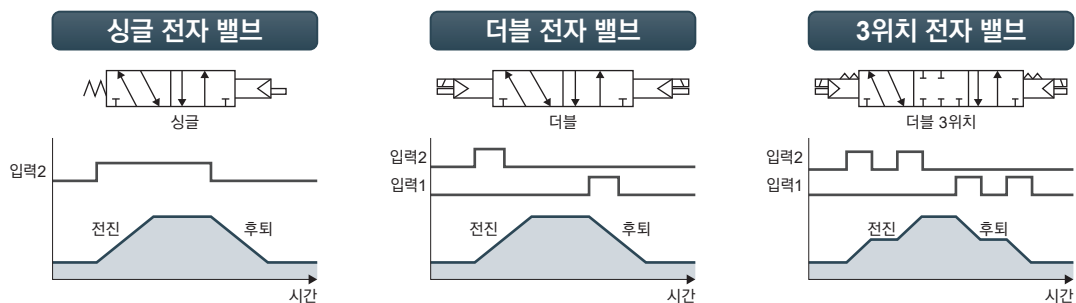 싱글 전자 밸브
싱글
입력2
전진
후퇴
시간
더블 전자 밸브
더블
입력2
입력1
전진
후퇴
시간
3위치 전자 밸브
더블 3위치
입력2
입력1
전진
후퇴
시간